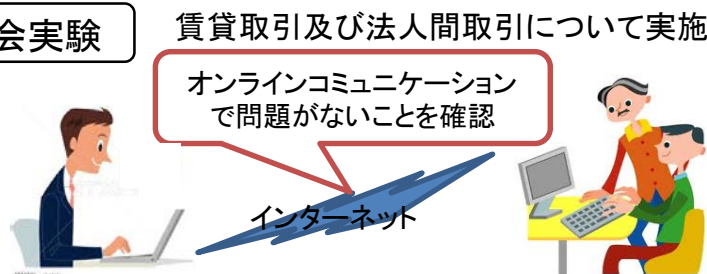 会実験
賃貸取引及び法人間取引について実施
オンラインコミュニケーション
で問題がないことを確認
インターネット